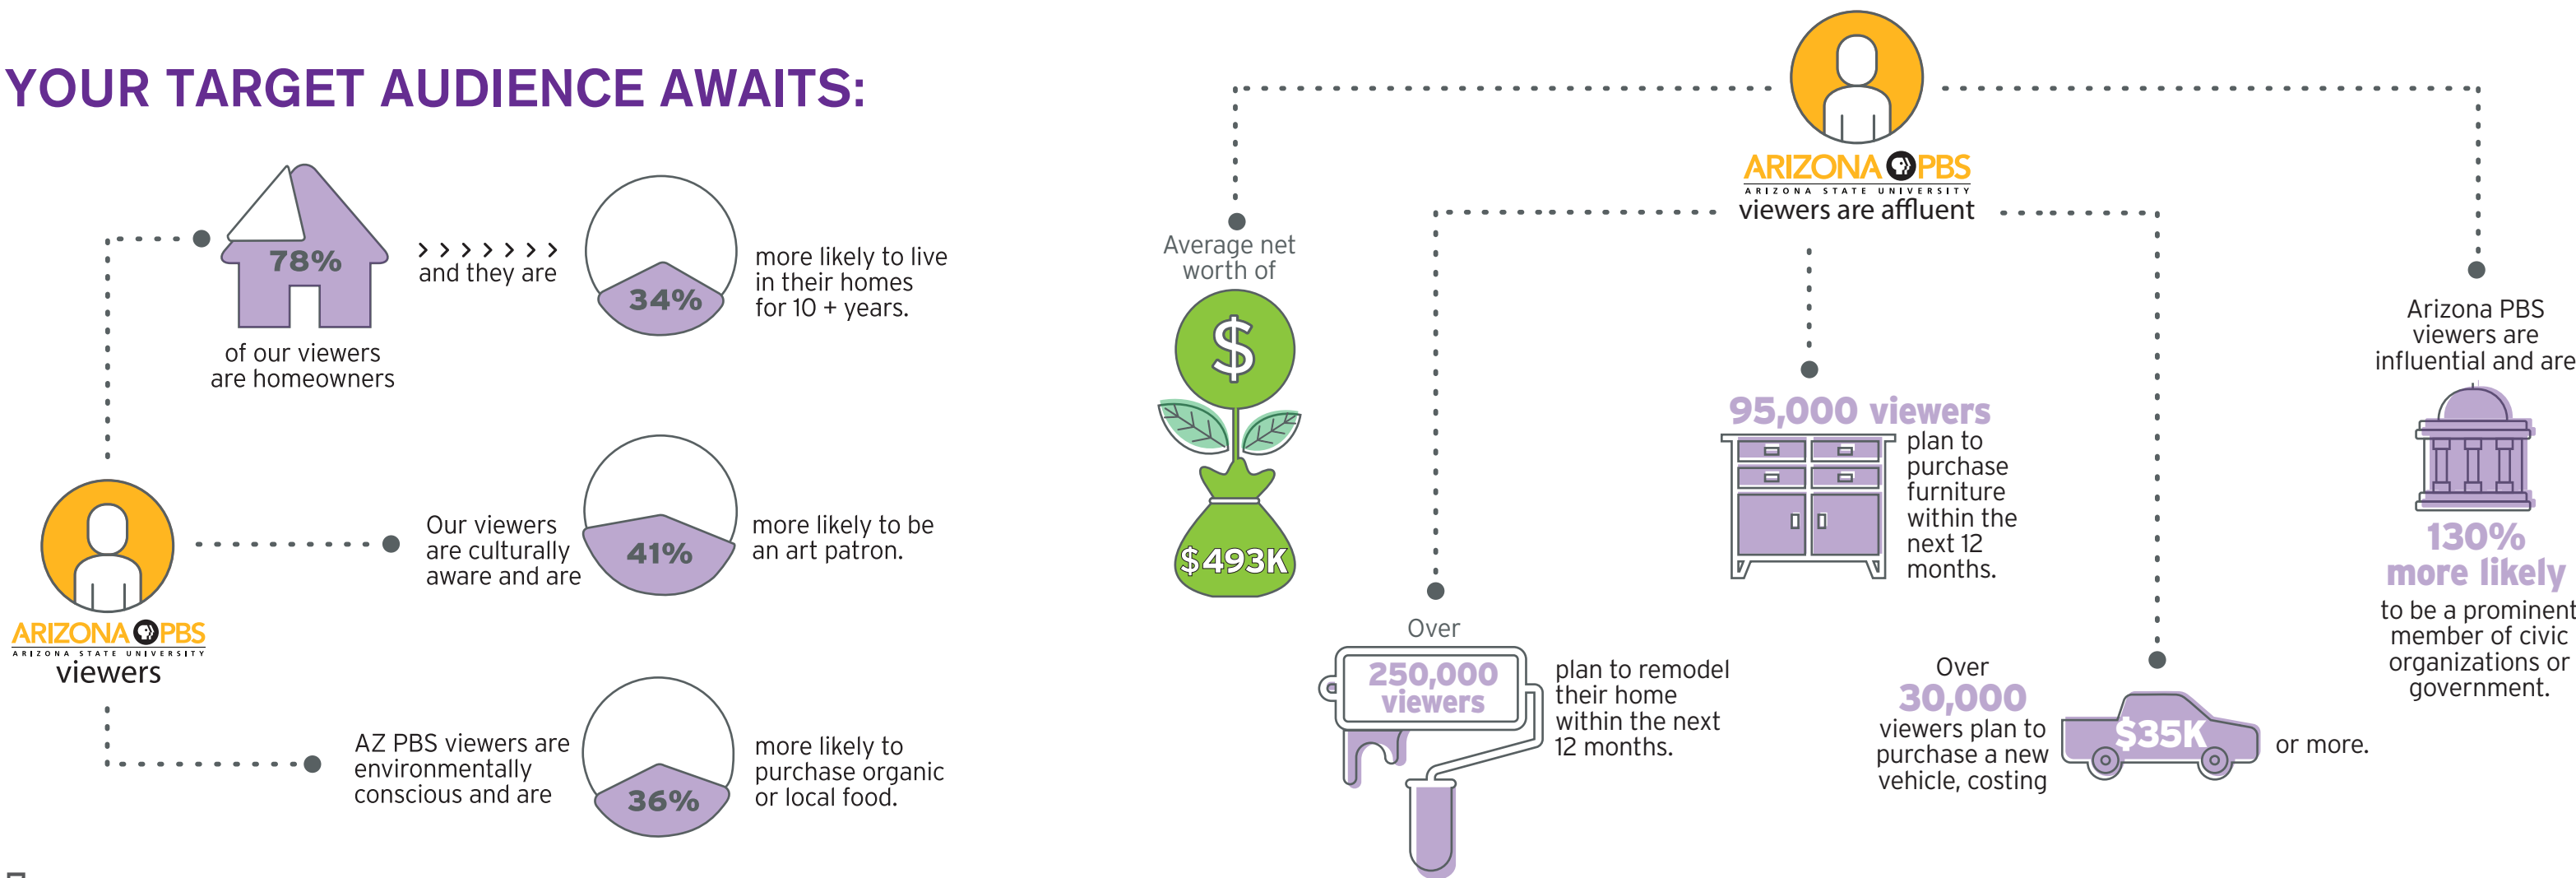 YOUR TARGET AUDIENCE AWAITS:
78%
of our viewers
are homeowners
> > > > > > >
and they are
34%
more likely to live
in their homes
for 10 + years.
ARIZONA PBS
ARIZONA STATE UNIVERSITY
viewers
Our viewers
are culturally
aware and are
41%
more likely to be
an art patron.
AZ PBS viewers are
environmentally
conscious and are
36%
more likely to
purchase organic
or local food.
ARIZONA PBS
ARIZONA STATE UNIVERSITY
viewers are affluent
Average net
worth of
$
$493K
Over
250,000
viewers
plan to remodel
their home
within the next
12 months.
95,000 viewers
plan to
purchase
furniture
within the
next 12
months.
Over
30,000
viewers plan to
purchase a new
vehicle, costing
$35K
or more.
Arizona PBS
viewers are
influential and are
130%
more likely
to be a prominent
member of civic
organizations or
government.